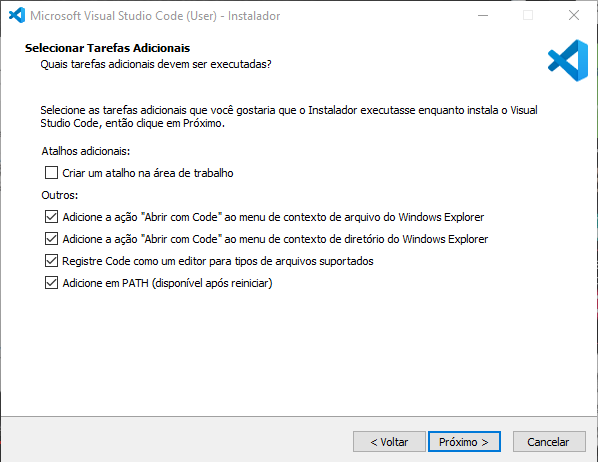 Microsoft Visual Studio Code (User) - Instalador
Selecionar Tarefas Adicionais
Quais tarefas adicionais devem ser executadas?
Selecione as tarefas adicionais que você gostaria que o Instalador executasse enquanto instala o Visual
Studio Code, então clique em Próximo.
Atalhos adicionais:
Criar um atalho na área de trabalho
Outros:
Adicione a ação "Abrir com Code" ao menu de contexto de arquivo do Windows Explorer
Adicione a ação "Abrir com Code" ao menu de contexto de diretório do Windows Explorer
Registre Code como um editor para tipos de arquivos suportados
Adicione em PATH (disponível após reiniciar)
< Voltar
Próximo >
Cancelar